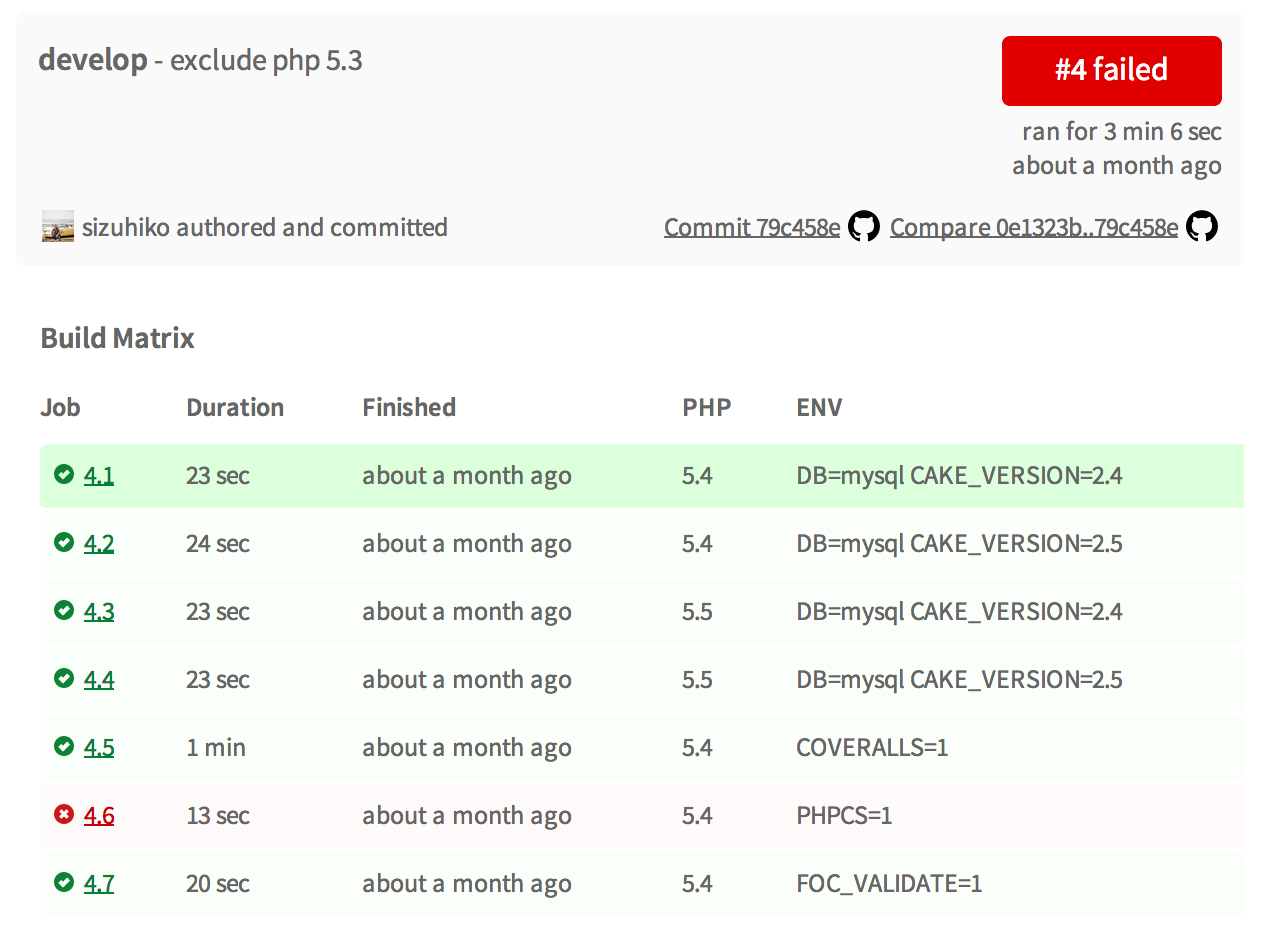 develop - exclude php 5.3
#4 failed
ran for 3 min 6 sec
about a month ago
sizuhiko authored and committed
Commit 79c458e Compare 0e1323b..79c458e
Build Matrix
Job Duration Finished PHP ENV
4.1 23 sec about a month ago 5.4 DB=mysql CAKE_VERSION=2.4
4.2 24 sec about a month ago 5.4 DB=mysql CAKE_VERSION=2.5
4.3 23 sec about a month ago 5.5 DB=mysql CAKE_VERSION=2.4
4.4 23 sec about a month ago 5.5 DB=mysql CAKE_VERSION=2.5
4.5 1 min about a month ago 5.4 COVERALLS=1
4.6 13 sec about a month ago 5.4 PHPCS=1
4.7 20 sec about a month ago 5.4 FOC_VALIDATE=1